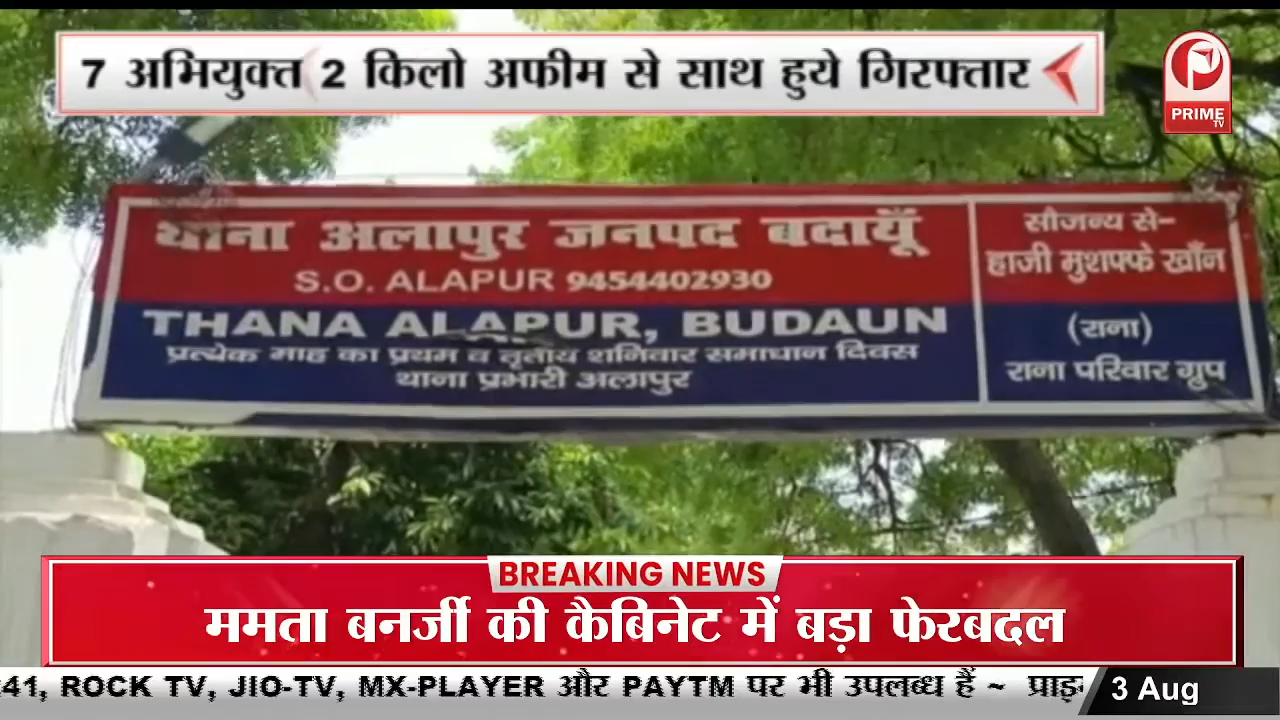 7 अभियुक्त 2 किलो अफीम से साथ हुये गिरफ्तार
PRIME
TV
थाना अलापुर जनपद बदायूँ
S.O. ALAPUR 9454402930
THANA ALAPUR, BUDAUN
प्रत्येक माह का प्रथम व तृतीय शनिवार समाधान दिवस
थाना प्रभारी अलापुर
सौजन्य से-
हाजी मुशफ्फे खाँन
(राना)
राना परिवार ग्रुप
BREAKING NEWS
ममता बनर्जी की कैबिनेट में बड़ा फेरबदल
:41, ROCK TV, JIO-TV, MX-PLAYER और PAYTM पर भी उपलब्ध हैं ~
3 Aug